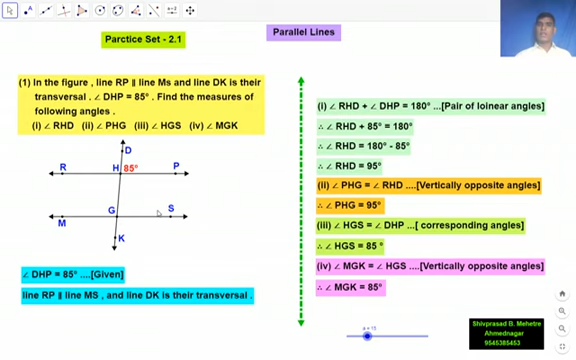 Parctice Set - 2.1
Parallel Lines
(1) In the figure , line RP ∥ line Ms and line DK is their
transversal . ∠ DHP = 85° . Find the measures of
following angles .
(i) ∠ RHD (ii) ∠ PHG (iii) ∠ HGS (iv) ∠ MGK
D
R
H
85°
P
G
S
M
K
∠ DHP = 85° ....[Given]
line RP ∥ line MS , and line DK is their transversal .
(i) ∠ RHD + ∠ DHP = 180° ...[Pair of loinear angles]
∴ ∠ RHD + 85° = 180°
∴ ∠ RHD = 180° - 85°
∴ ∠ RHD = 95°
(ii) ∠ PHG = ∠ RHD ....[Vertically opposite angles]
∴ ∠ PHG = 95°
(iii) ∠ HGS = ∠ DHP ...[ corresponding angles]
∴ ∠ HGS = 85 °
(iv) ∠ MGK = ∠ HGS ....[Vertically opposite angles]
∴ ∠ MGK = 85°
a = 15
Shivprasad B. Mehetre
Ahmednagar
9545385453